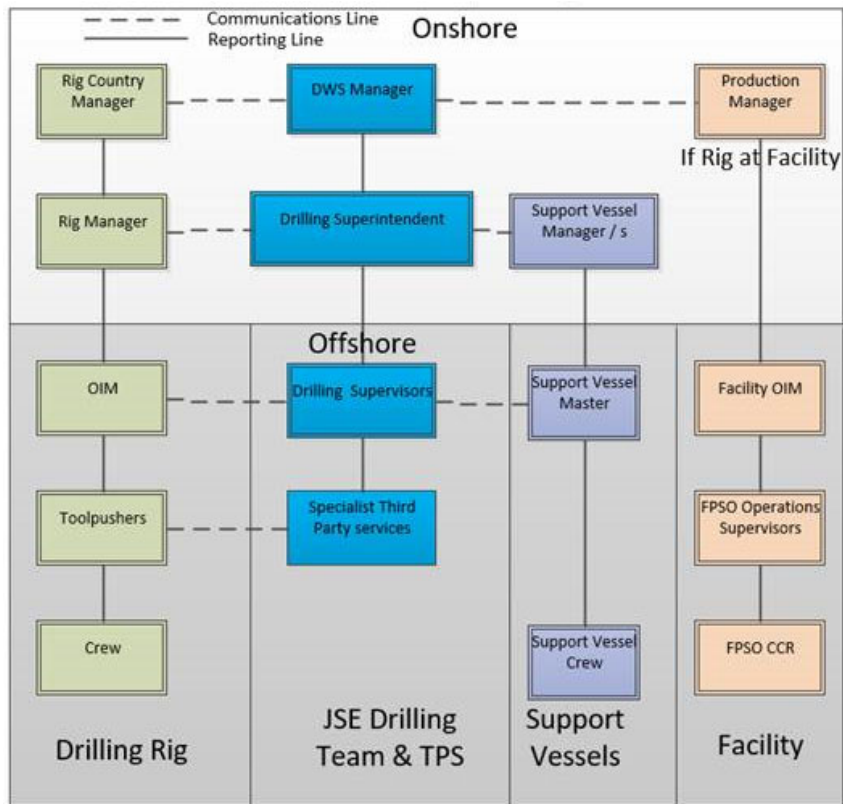 Communications Line
Reporting Line
Onshore
Rig Country
Manager
DWS Manager
Production
Manager
If Rig at Facility
Rig Manager
Drilling Superintendent
Support Vessel
Manager / s
Offshore
OIM
Drilling Supervisors
Support Vessel
Master
Facility OIM
Toolpushers
Specialist Third
Party services
FPSO Operations
Supervisors
Crew
Support Vessel
Crew
FPSO CCR
Drilling Rig
JSE Drilling
Team & TPS
Support
Vessels
Facility